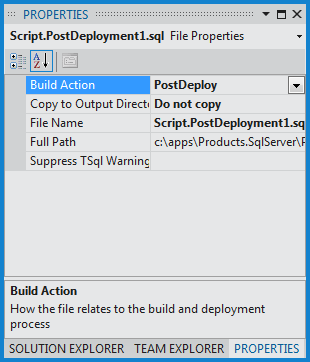 PROPERTIES
Script.PostDeployment1.sql File Properties
Build Action PostDeploy
Copy to Output Directo Do not copy
File Name Script.PostDeployment1.sq
Full Path c:\apps\Products.SqlServer\P
Suppress TSql Warning
Build Action
How the file relates to the build and deployment
process
SOLUTION EXPLORER TEAM EXPLORER PROPERTIES